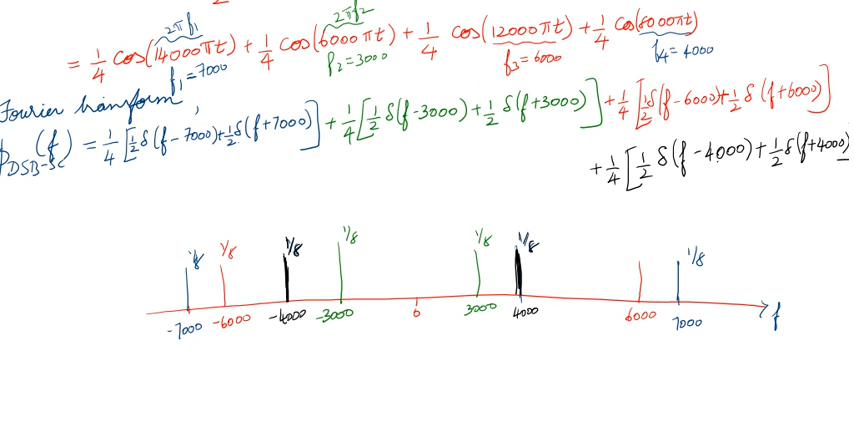 2πf₁ 2πf₂
= 1/4 cos(14000πt) + 1/4 cos(6000πt) + 1/4 cos(12000πt) + 1/4 cos(8000πt)
f₁=7000 f₂=3000 f₃=6000 f₄=4000
Fourier transform,
ϕ_DSB-SC(f) = 1/4 [1/2 δ(f-7000)+1/2 δ(f+7000)] + 1/4 [1/2 δ(f-3000)+1/2 δ(f+3000)] + 1/4 [1/2 δ(f-6000)+1/2 δ(f+6000)]
+ 1/4 [1/2 δ(f-4000)+1/2 δ(f+4000)
1/8 1/8 1/8 1/8 1/8 1/8 1/8
-7000 -6000 -4000 -3000 0 3000 4000 6000 7000 f